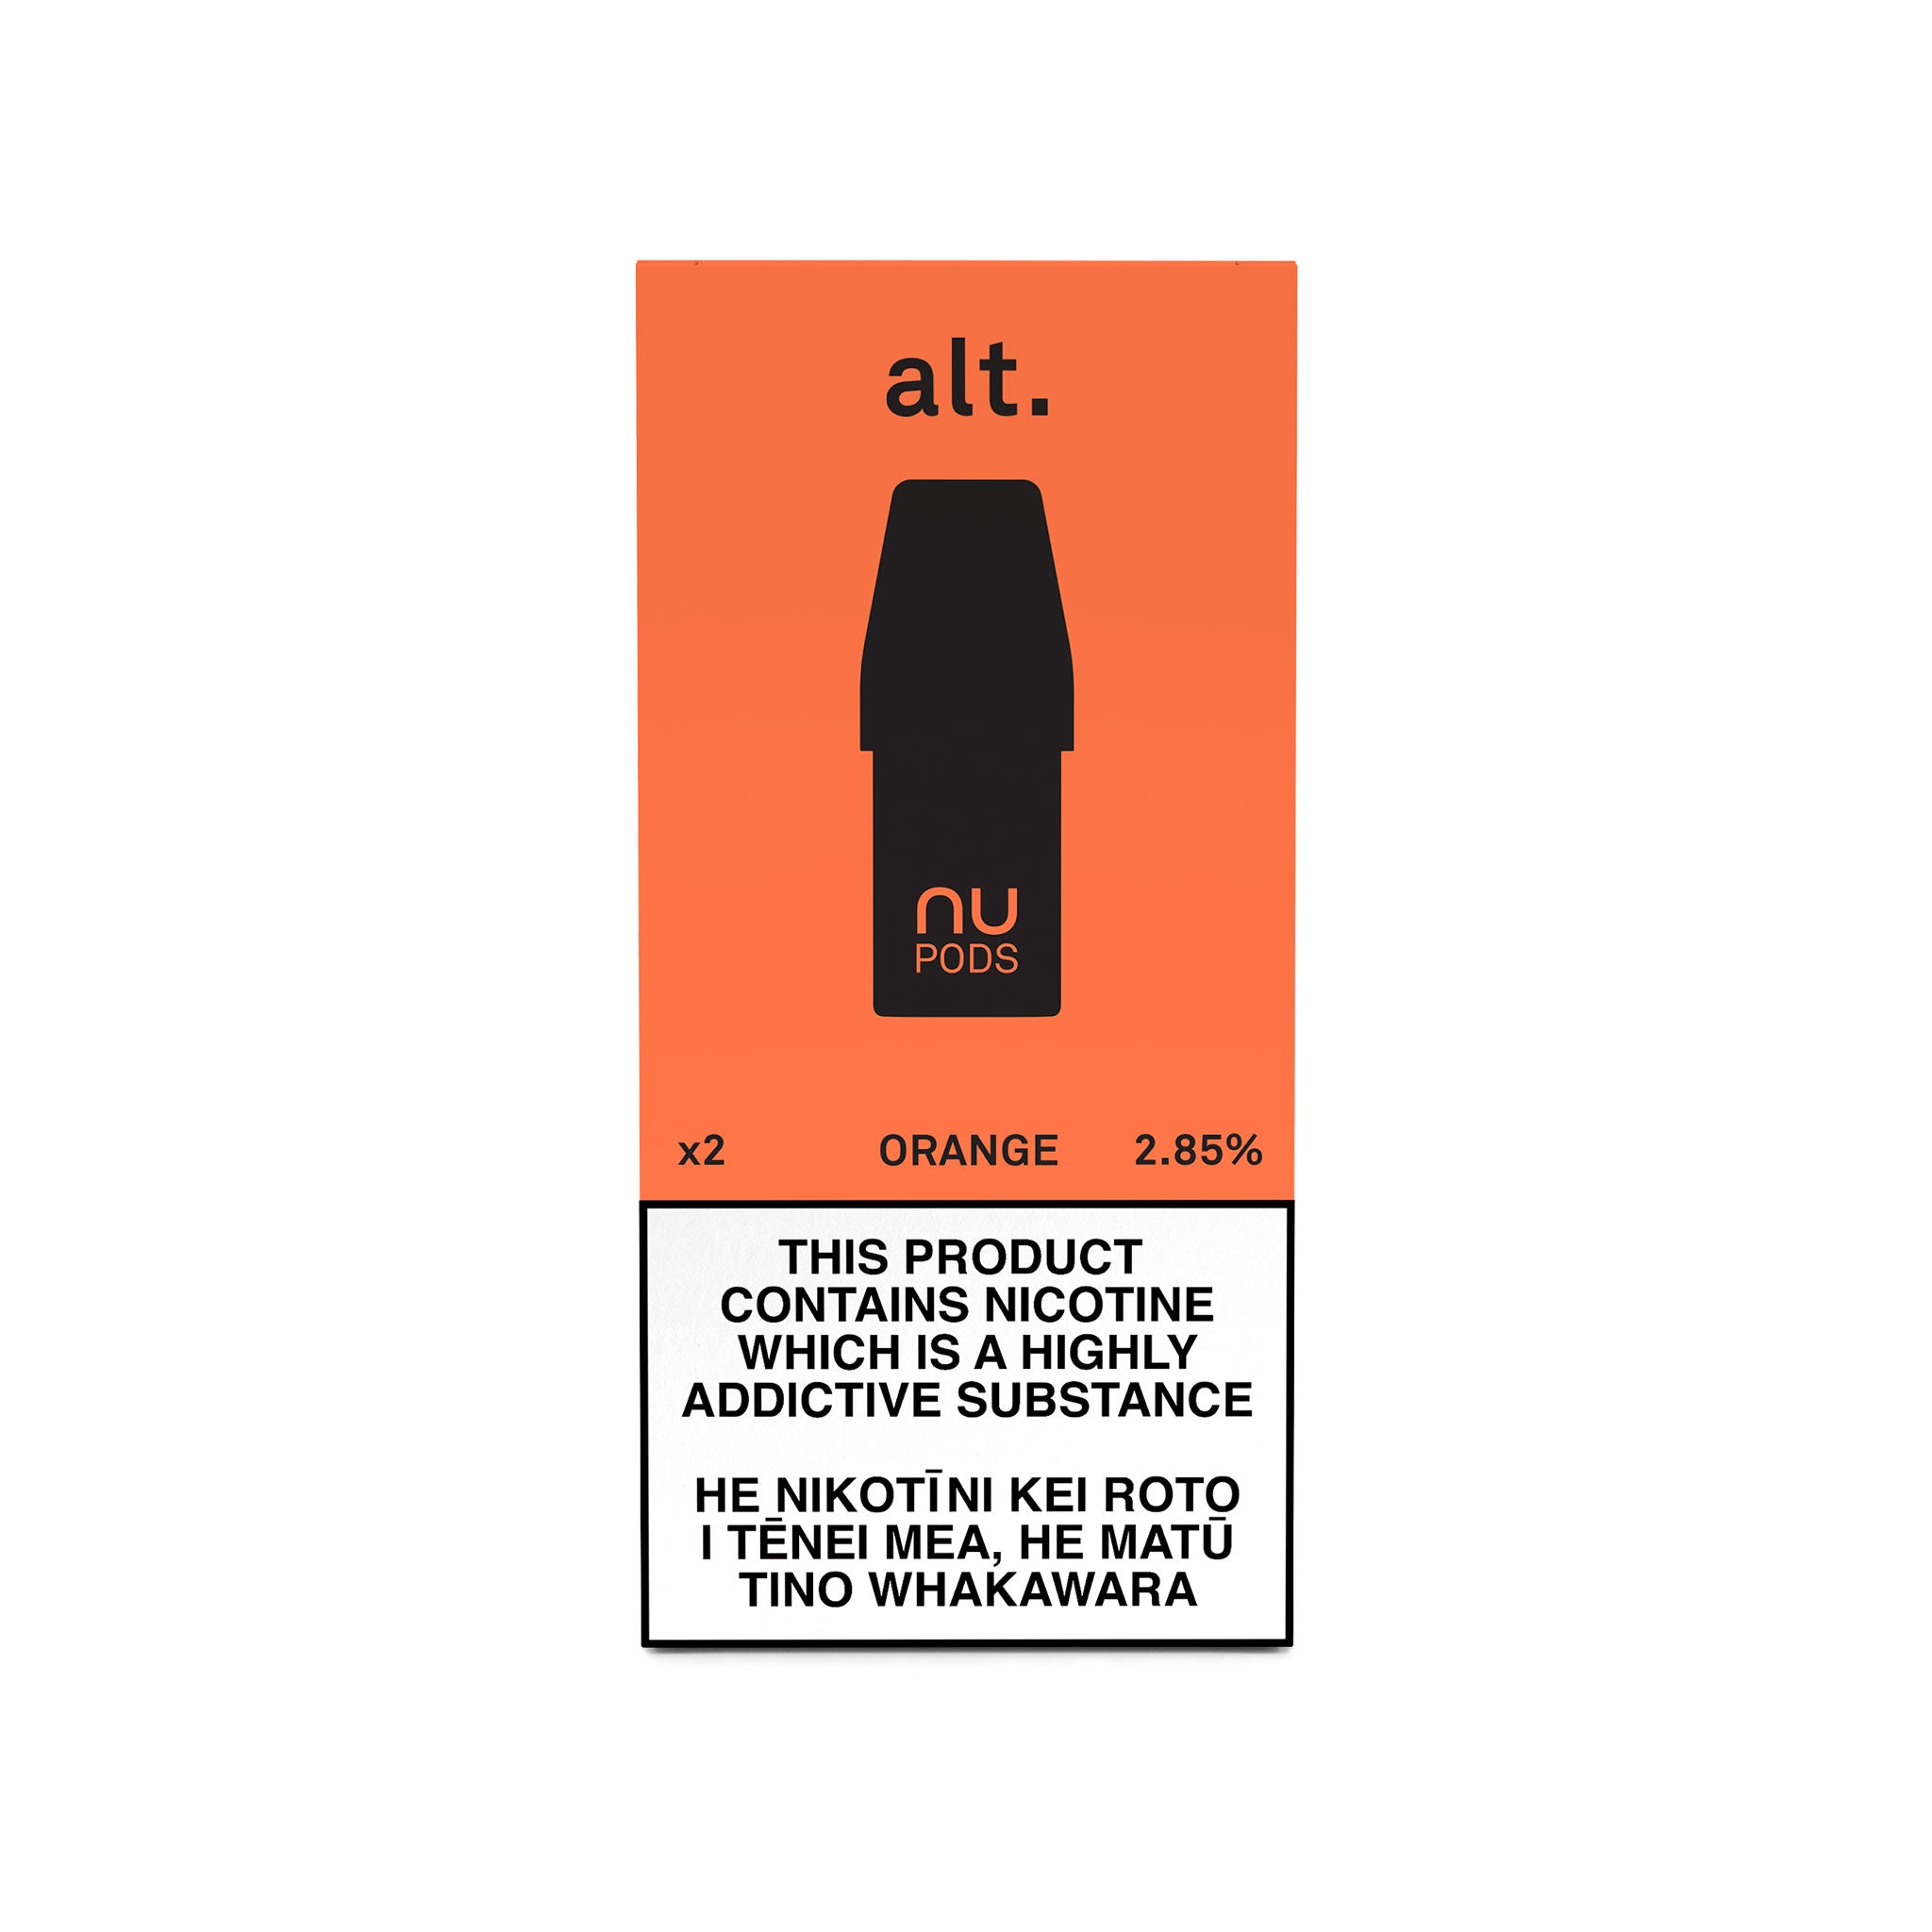 alt.
nu
PODS
x2 ORANGE 2.85%
THIS PRODUCT
CONTAINS NICOTINE
WHICH IS A HIGHLY
ADDICTIVE SUBSTANCE
HE NIKOTĪNI KEI ROTO
I TĒNEI MEA, HE MATŪ
TINO WHAKAWARA